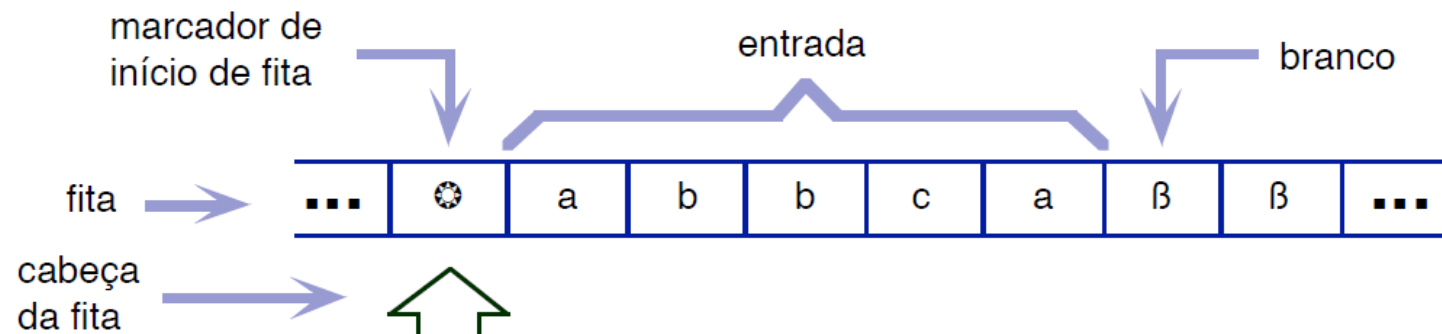 marcador de
início de fita
entrada
branco
fita
... ❂ a b b c a ß ß ...
cabeça
da fita